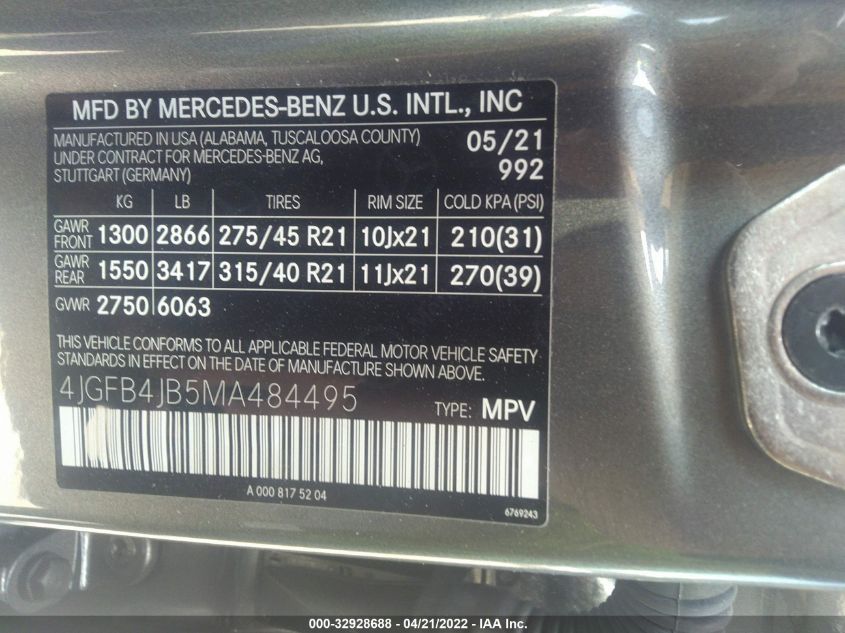 MFD BY MERCEDES-BENZ U.S. INTL., INC
MANUFACTURED IN USA (ALABAMA, TUSCALOOSA COUNTY) 05/21
UNDER CONTRACT FOR MERCEDES-BENZ AG, 992
STUTTGART (GERMANY)
KG LB TIRES RIM SIZE COLD KPA (PSI)
GAWR FRONT 1300 2866 275/45 R21 10Jx21 210(31)
GAWR REAR 1550 3417 315/40 R21 11Jx21 270(39)
GVWR 2750 6063
THIS VEHICLE CONFORMS TO ALL APPLICABLE FEDERAL MOTOR VEHICLE SAFETY
STANDARDS IN EFFECT ON THE DATE OF MANUFACTURE SHOWN ABOVE.
4JGFB4JB5MA484495 TYPE: MPV
A 000 817 52 04
6769243
000-32928688 - 04/21/2022 - IAA Inc.